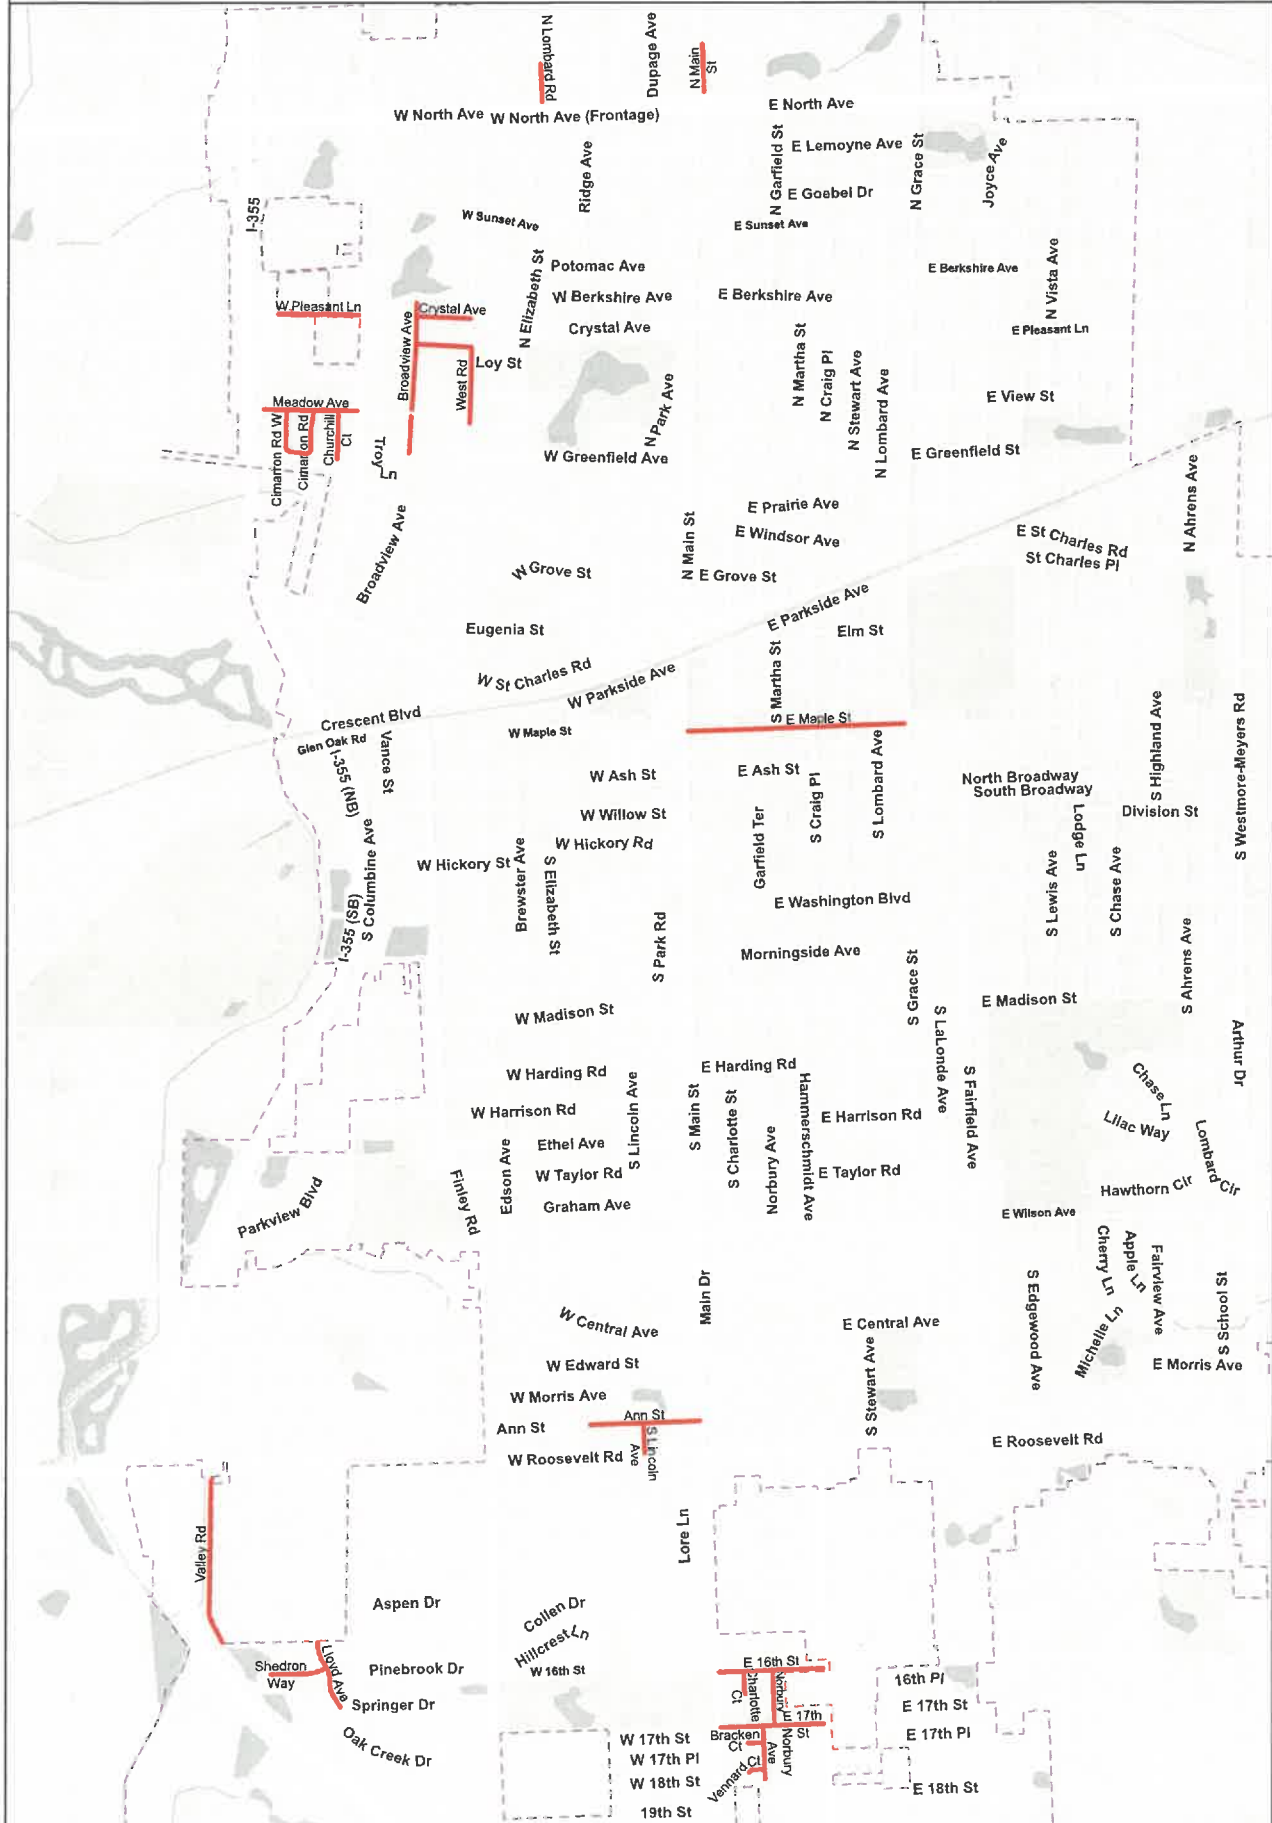 N Lombard Rd
Dupage Ave
N Main
St
W North Ave
W North Ave (Frontage)
E North Ave
N Garfield St
E Lemoyne Ave
N Grace St
Joyce Ave
Ridge Ave
E Goebel Dr
I-355
W Sunset Ave
E Sunset Ave
N Elizabeth St
Potomac Ave
E Berkshire Ave
N Vista Ave
W Berkshire Ave
E Berkshire Ave
W Pleasant Ln
Crystal Ave
Crystal Ave
E Pleasant Ln
Broadview Ave
West Rd
Loy St
N Martha St
N Craig Pl
N Stewart Ave
N Lombard Ave
N Park Ave
E View St
Meadow Ave
Cimarron Rd W
Cimarron Rd
Churchill
Ct
Troy Ln
W Greenfield Ave
E Greenfield St
N Ahrens Ave
E Prairie Ave
Broadview Ave
N Main St
E Windsor Ave
E St Charles Rd
St Charles Pl
W Grove St
E Grove St
E Parkside Ave
Eugenia St
Elm St
W St Charles Rd
W Parkside Ave
S Martha St
Crescent Blvd
E Maple St
Glen Oak Rd
W Maple St
S Highland Ave
S Westmore-Meyers Rd
I-355 (NB)
Vance St
W Ash St
E Ash St
S Craig Pl
S Lombard Ave
North Broadway
South Broadway
W Willow St
Garfield Ter
Lodge Ln
Division St
W Hickory Rd
W Hickory St
Brewster Ave
S Elizabeth St
S Columbine Ave
I-355 (SB)
E Washington Blvd
S Lewis Ave
S Chase Ave
S Park Rd
Morningside Ave
S Grace St
S Ahrens Ave
W Madison St
E Madison St
S LaLonde Ave
Arthur Dr
W Harding Rd
E Harding Rd
S Fairfield Ave
Chase Ln
W Harrison Rd
S Lincoln Ave
S Main St
S Charlotte St
Norbury Ave
Hammerschmidt Ave
E Harrison Rd
Lilac Way
Lombard Cir
Ethel Ave
Edson Ave
W Taylor Rd
E Taylor Rd
Finley Rd
Parkview Blvd
Graham Ave
Hawthorn Cir
E Wilson Ave
Cherry Ln
Apple Ln
Fairview Ave
S Edgewood Ave
S School St
Main Dr
W Central Ave
E Central Ave
Michelle Ln
W Edward St
S Stewart Ave
E Morris Ave
W Morris Ave
Ann St
Ann St
S Lincoln
Ave
W Roosevelt Rd
E Roosevelt Rd
Valley Rd
Lore Ln
Aspen Dr
Collen Dr
Hillcrest Ln
Shedron
Way
Lloyd Ave
Pinebrook Dr
W 16th St
E 16th St
16th Pl
Springer Dr
Charlotte
Ct
Norbury
E 17th
St
E 17th St
Oak Creek Dr
W 17th St
Bracken
Ct
Norbury
Ave
E 17th Pl
W 17th Pl
Vennard Ct
W 18th St
E 18th St
19th St